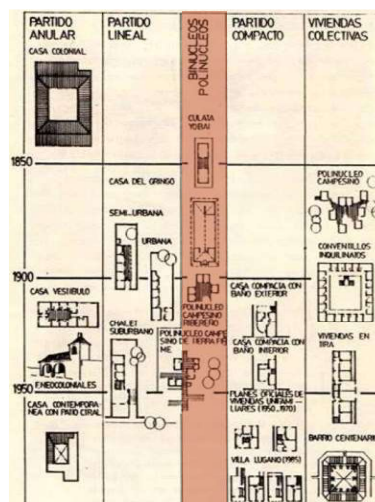 PARTIDO
ANULAR
CASA COLONIAL
PARTIDO
LINEAL
BINUCLEOS
POLINUCLEOS
CULATA
YOBAI
PARTIDO
COMPACTO
VIVIENDAS
COLECTIVAS
1850
CASA DEL GRINGO
SEMI-URBANA
URBANA
POLINUCLEO
CAMPESINO
CONVENTILLOS
INQUILINATOS
1900
CASA VESTIBULO
CHALET
SUBURBANO
POLINUCLEO
CAMPESINO
RIBEREÑO
POLINUCLEO CAMPE
SINO DE TIERRA FIR
ME
CASA COMPACTA CON
BAÑO EXTERIOR
CASA COMPACTA CON
BAÑO INTERIOR
VIVIENDAS EN
TIRA
1950
F. NEOCOLONIALES
CASA CONTEMPORA
NEA CON PATIO
PLANES OFICIALES DE
VIVIENDAS UNIFAMI-
LIARES (1950-1970)
VILLA LUGANO (1985)
BARRIO CENTENARIO